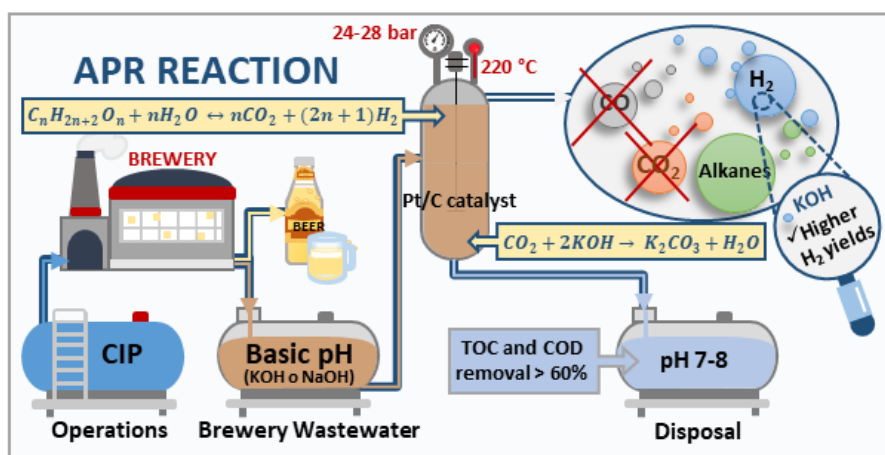 24-28 bar
APR REACTION
220 °C
CₙH₂ₙ₊₂Oₙ + nH₂O ↔ nCO₂ + (2n + 1)H₂
CO
H₂
CO₂
Alkanes
BREWERY
BEER
Pt/C catalyst
KOH
✓Higher
H₂ yields
CO₂ + 2KOH → K₂CO₃ + H₂O
CIP
Basic pH
(KOH o NaOH)
TOC and COD
removal > 60%
pH 7-8
Operations
Brewery Wastewater
Disposal